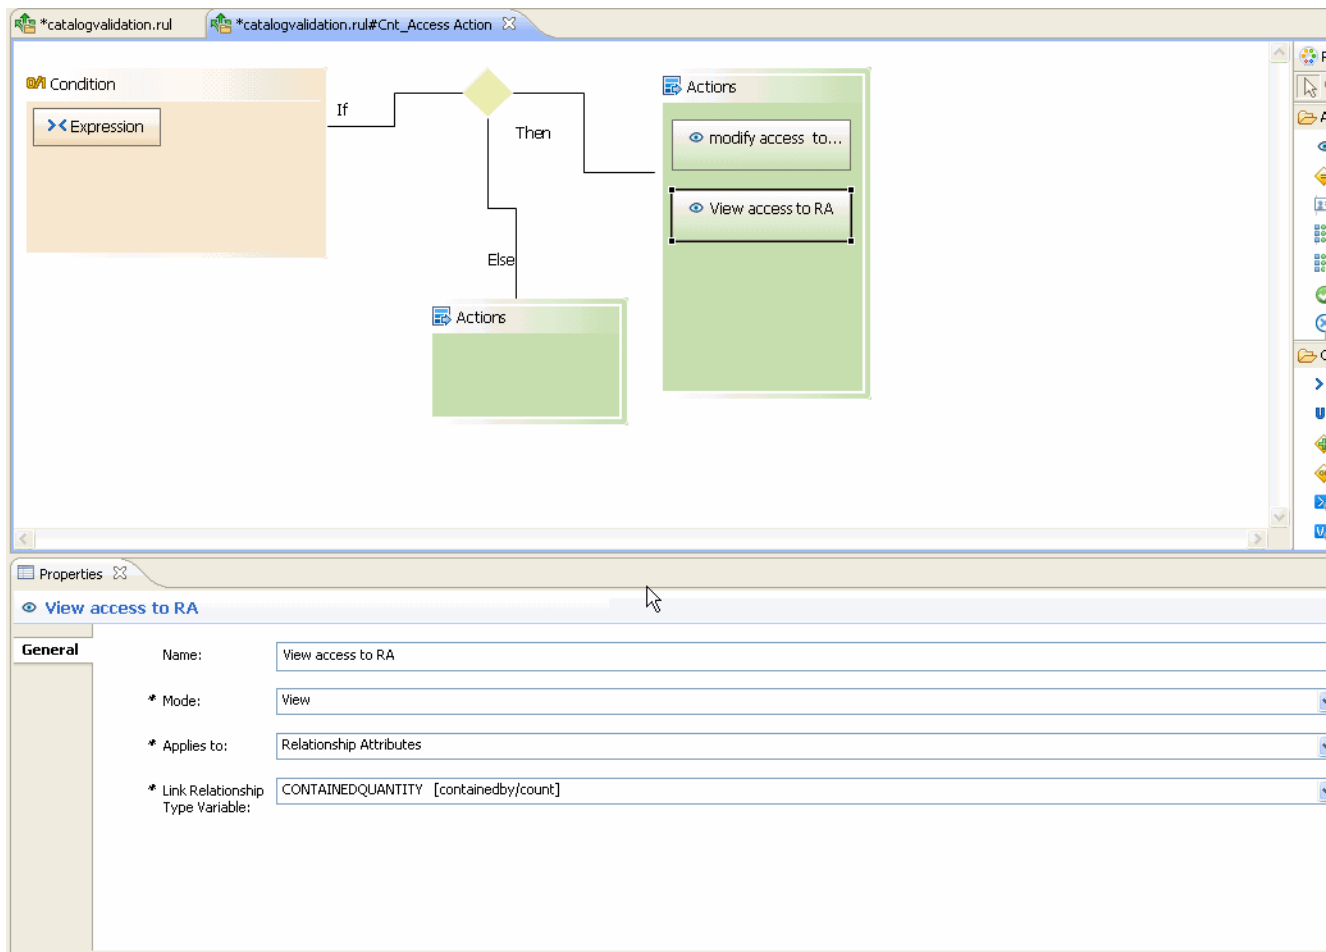 *catalogvalidation.rul
*catalogvalidation.rul#Cnt_Access Action
Condition
Expression
If
Then
Else
Actions
modify access to...
View access to RA
Actions
Properties
View access to RA
General
Name:
View access to RA
* Mode:
View
* Applies to:
Relationship Attributes
* Link Relationship
Type Variable:
CONTAINEDQUANTITY [containedby/count]